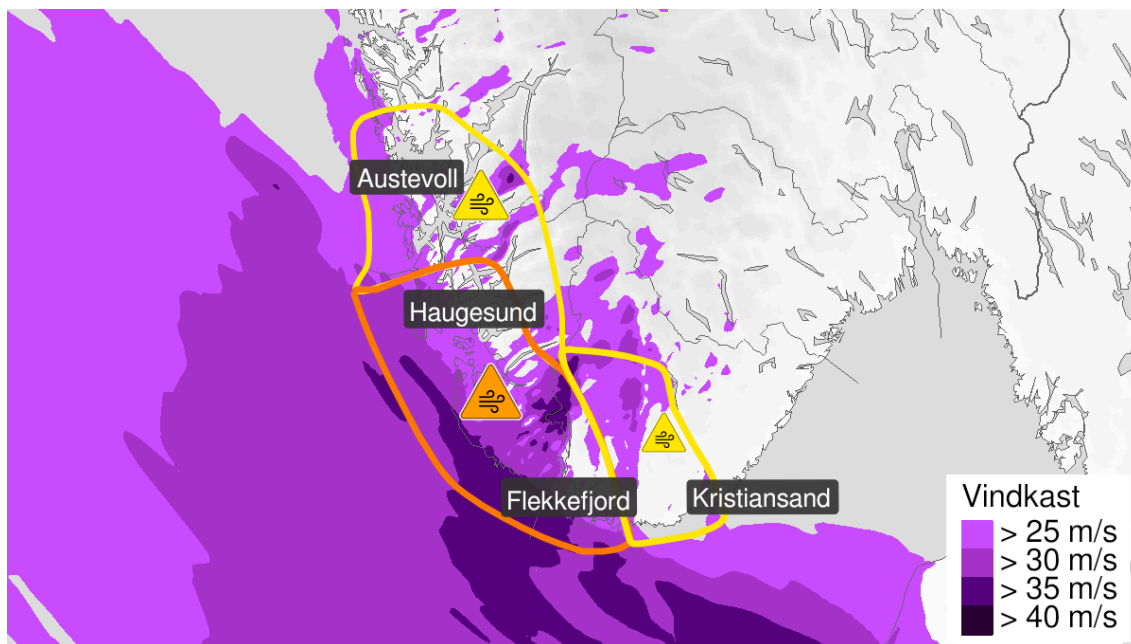 Austevoll
Haugesund
Flekkefjord
Kristiansand
Vindkast
> 25 m/s
> 30 m/s
> 35 m/s
> 40 m/s